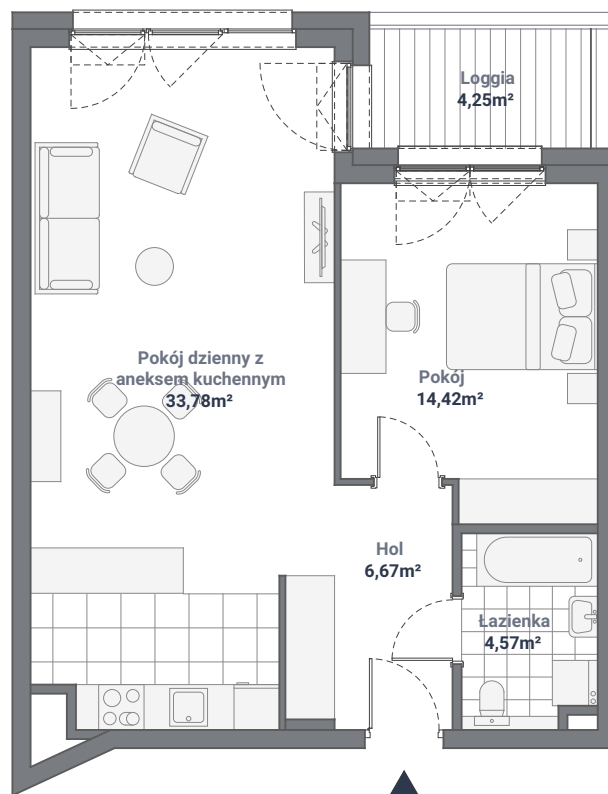 Loggia
4,25m²
Pokój dzienny z
aneksem kuchennym
33,78m²
Pokój
14,42m²
Hol
6,67m²
Łazienka
4,57m²